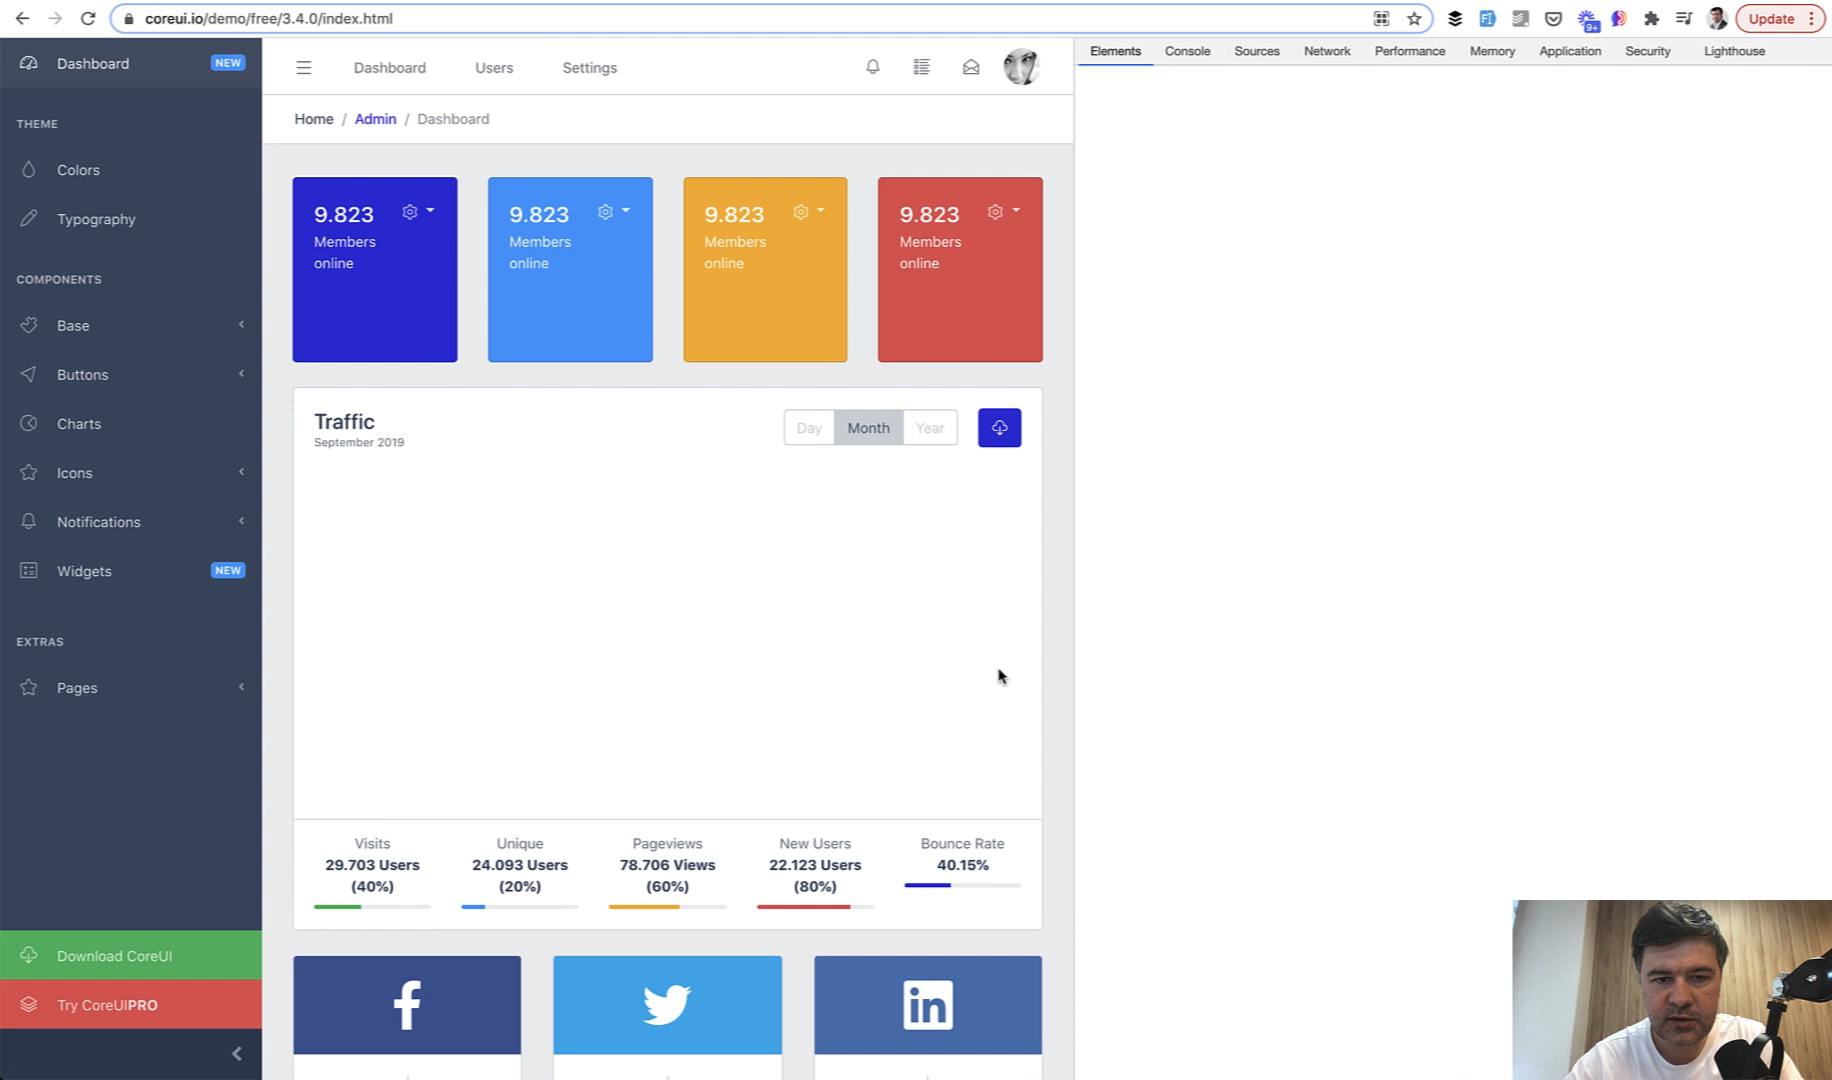 coreui.io/demo/free/3.4.0/index.html
9+
Update
Dashboard NEW
THEME
Colors
Typography
COMPONENTS
Base
Buttons
Charts
Icons
Notifications
Widgets NEW
EXTRAS
Pages
Download CoreUI
Try CoreUIPRO
Dashboard Users Settings
Home / Admin / Dashboard
9.823
Members
online
9.823
Members
online
9.823
Members
online
9.823
Members
online
Traffic
September 2019
Day Month Year
Visits
29.703 Users
(40%)
Unique
24.093 Users
(20%)
Pageviews
78.706 Views
(60%)
New Users
22.123 Users
(80%)
Bounce Rate
40.15%
f
in
Elements Console Sources Network Performance Memory Application Security Lighthouse